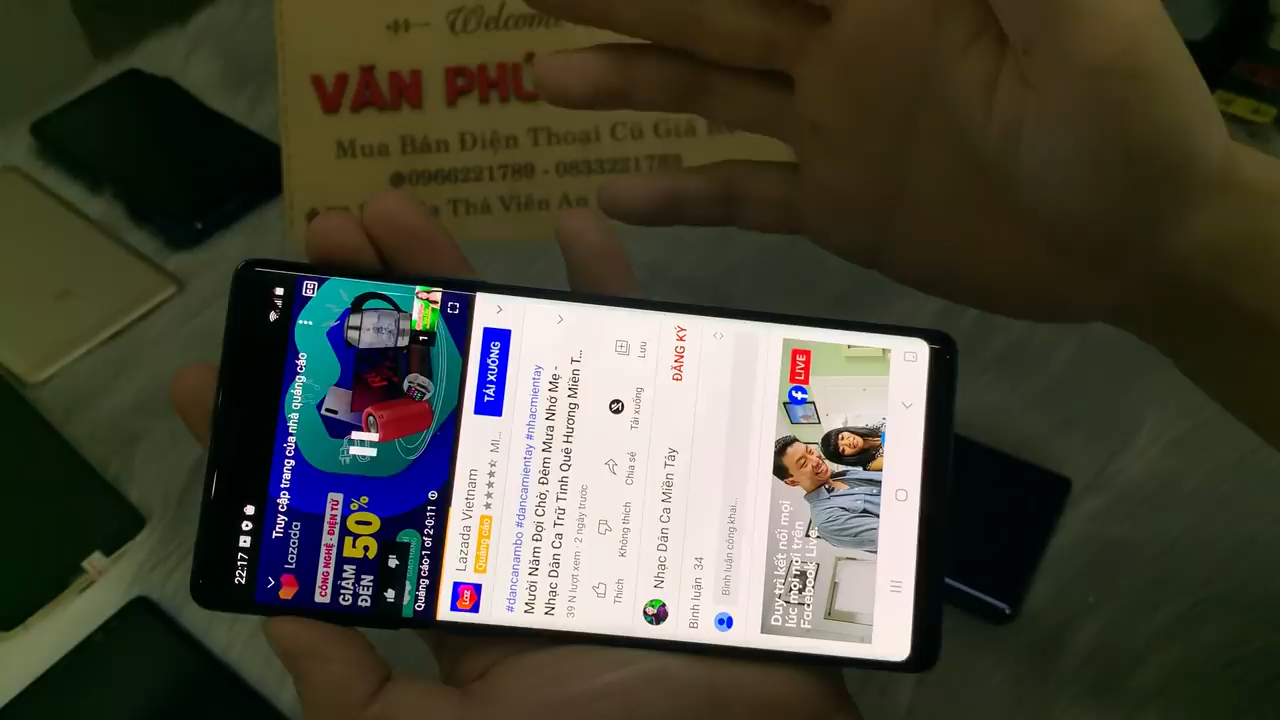 Welcome
VĂN PHÚ
Mua Bán Điện Thoại Cũ Giá
0966221789 - 0833221789
Thá Viên An
22:17
Truy cập trang của nhà quảng cáo
Lazada
CÔNG NGHỆ - ĐIỆN TỬ
GIẢM 50%
ĐẾN
Quảng cáo 1 of 2 · 0:11
1
CC
Laz
Lazada Vietnam
Quảng cáo ★★★★☆ MI...
TẢI XUỐNG
#dancanambo #dancamientay #nhacmientay
Mười Năm Đợi Chờ, Đêm Mưa Nhớ Mẹ -
Nhạc Dân Ca Trữ Tình Quê Hương Miền T...
39 N lượt xem · 2 ngày trước
Thích
Không thích
Chia sẻ
Tải xuống
Lưu
Nhạc Dân Ca Miền Tây
ĐĂNG KÝ
Bình luận 34
Bình luận công khai...
LIVE
Duy trì kết nối mọi
lúc mọi nơi trên
Facebook Live.